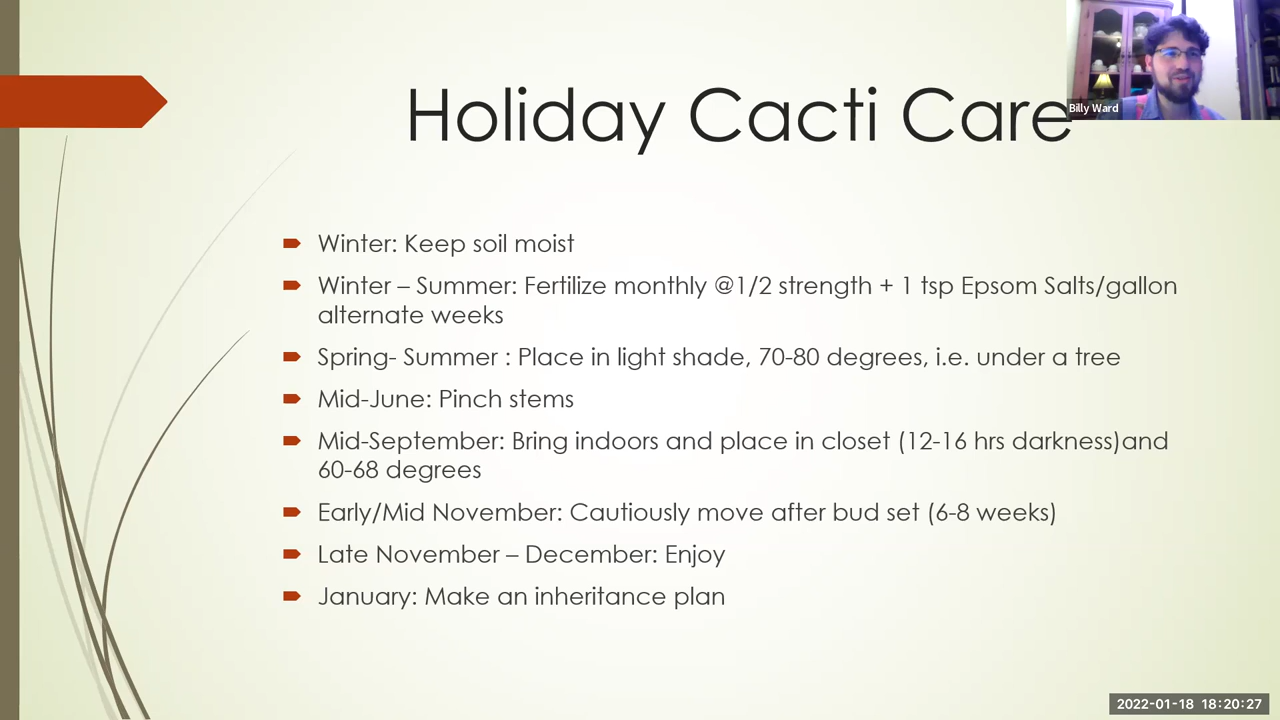 Holiday Cacti Care
Billy Ward
Winter: Keep soil moist
Winter – Summer: Fertilize monthly @1/2 strength + 1 tsp Epsom Salts/gallon
alternate weeks
Spring- Summer : Place in light shade, 70-80 degrees, i.e. under a tree
Mid-June: Pinch stems
Mid-September: Bring indoors and place in closet (12-16 hrs darkness)and
60-68 degrees
Early/Mid November: Cautiously move after bud set (6-8 weeks)
Late November – December: Enjoy
January: Make an inheritance plan
2022-01-18 18:20:27